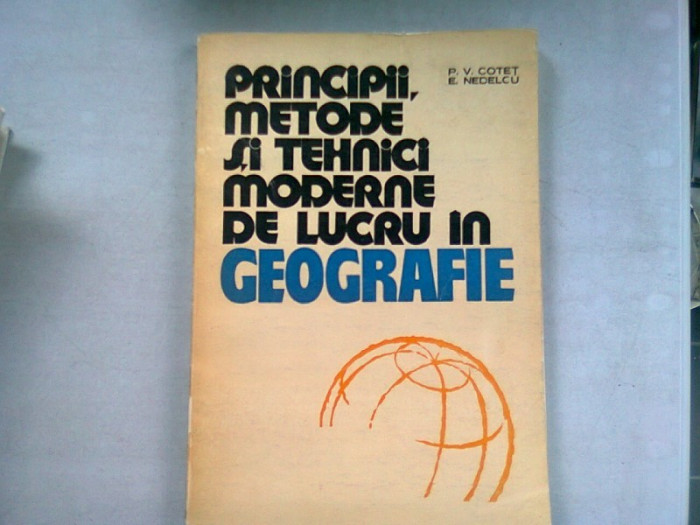 P. V. COTEȚ
E. NEDELCU
PRINCIPII,
METODE
ȘI TEHNICI
MODERNE
DE LUCRU ÎN
GEOGRAFIE